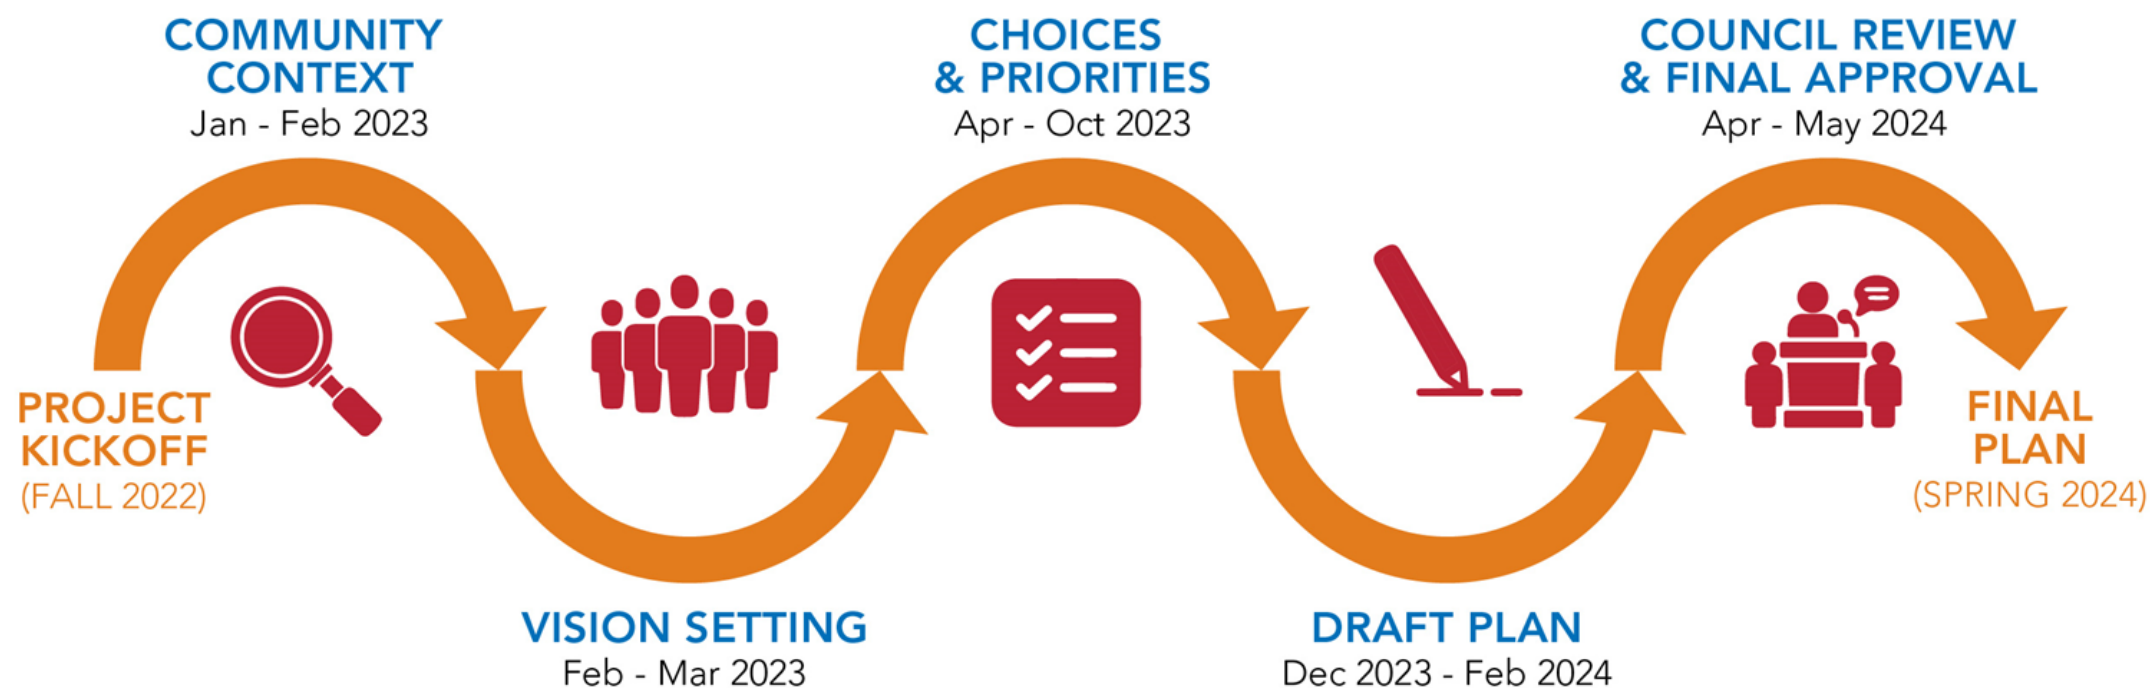 PROJECT
KICKOFF
(FALL 2022)
COMMUNITY
CONTEXT
Jan - Feb 2023
VISION SETTING
Feb - Mar 2023
CHOICES
& PRIORITIES
Apr - Oct 2023
DRAFT PLAN
Dec 2023 - Feb 2024
COUNCIL REVIEW
& FINAL APPROVAL
Apr - May 2024
FINAL
PLAN
(SPRING 2024)